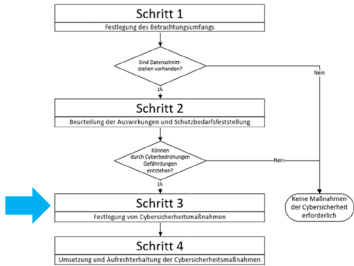 Schritt 1
Festlegung des Betrachtungsumfangs
Sind Datenschnitt-
stellen vorhanden?
Nein
JA
Schritt 2
Beurteilung der Auswirkungen und Schutzbedarfsfeststellung
Können
durch Cyberbedrohungen
Gefährdungen
entstehen?
Nein
JA
Schritt 3
Festlegung von Cybersicherheitsmaßnahmen
Keine Maßnahmen
der Cybersicherheit
erforderlich
Schritt 4
Umsetzung und Aufrechterhaltung der Cybersicherheitsmaßnahmen